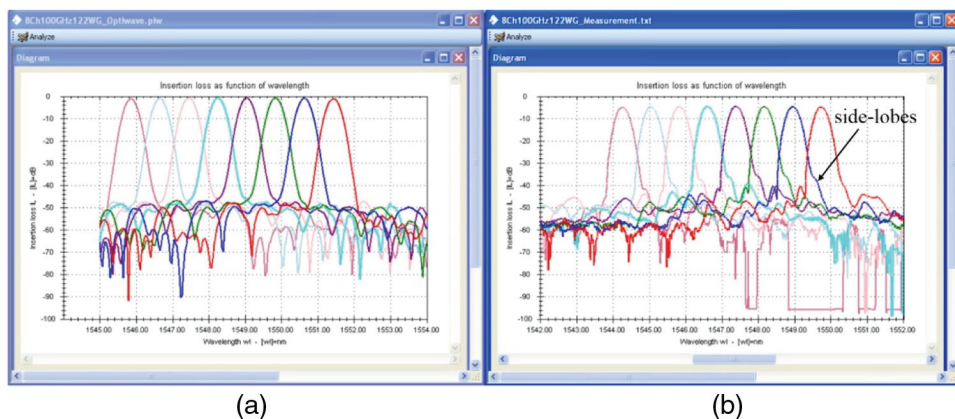 8Ch100GHz122WG_Optiwave.plw
Analyze
Diagram
Insertion loss as function of wavelength
Insertion loss IL - [IL]=dB
0
-10
-20
-30
-40
-50
-60
-70
-80
-90
-100
1545.00 1546.00 1547.00 1548.00 1549.00 1550.00 1551.00 1552.00 1553.00 1554.00
Wavelength wl - [wl]=nm
(a)
8Ch100GHz122WG_Measurement.txt
Analyze
Diagram
Insertion loss as function of wavelength
side-lobes
Insertion loss IL - [IL]=dB
0
-10
-20
-30
-40
-50
-60
-70
-80
-90
-100
1542.00 1543.00 1544.00 1545.00 1546.00 1547.00 1548.00 1549.00 1550.00 1551.00 1552.00
Wavelength wl - [wl]=nm
(b)